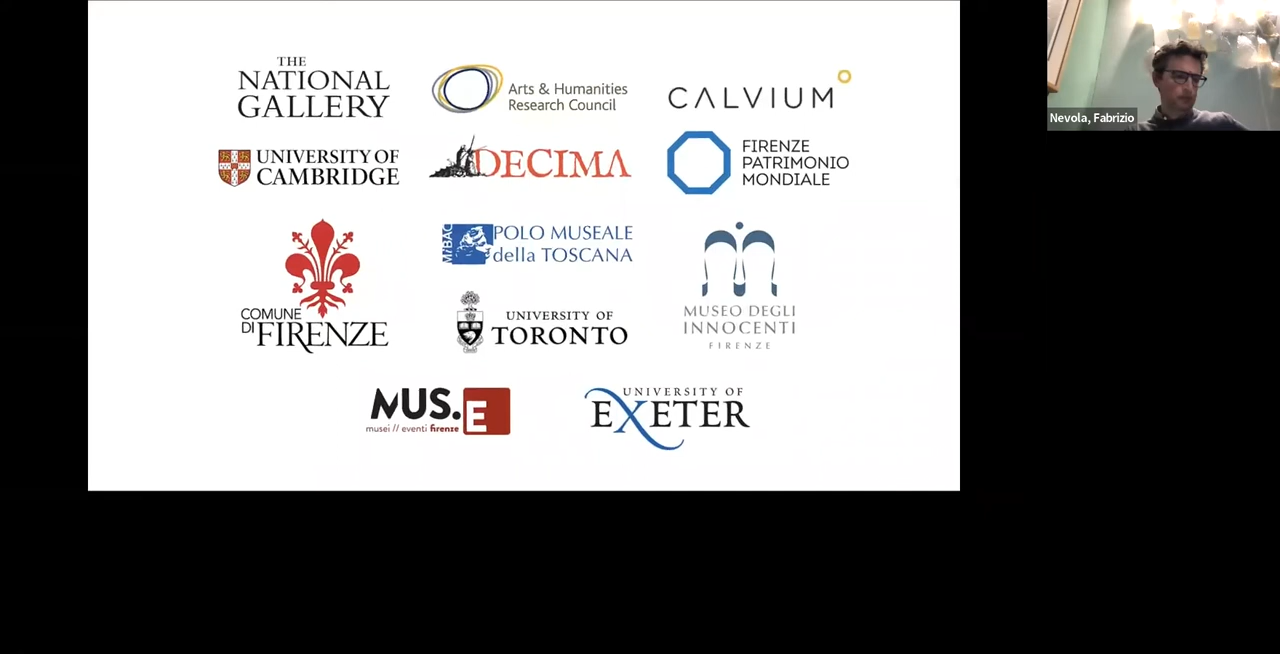 THE
NATIONAL
GALLERY
Arts & Humanities
Research Council
CALVIUM
UNIVERSITY OF
CAMBRIDGE
DECIMA
FIRENZE
PATRIMONIO
MONDIALE
COMUNE
DI FIRENZE
MiBAC
POLO MUSEALE
della TOSCANA
UNIVERSITY OF
TORONTO
MUSEO DEGLI
INNOCENTI
FIRENZE
MUS.E
musei // eventi firenze
UNIVERSITY OF
EXETER
Nevola, Fabrizio